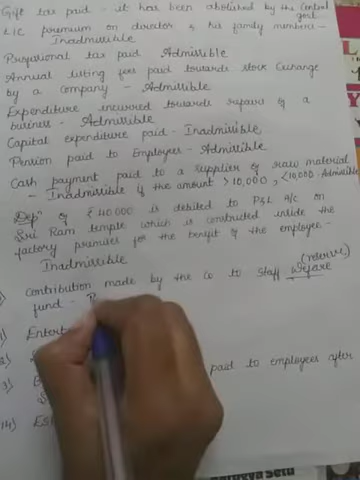 Gift tax paid - it has been abolished by the Central
govt
LIC premium on director & his family members -
Inadmissible
Professional tax paid Admissible
Annual listing fees paid towards stock Exchange
by a company - Admissible
Expenditure incurred towards repairs of a
business - Admissible
Capital expenditure paid - Inadmissible
Pension paid to Employees - Admissible
Cash payment paid to a supplier of raw material
- Inadmissible if the amount >10,000, <10,000 - Admissible
Depn of ₹ 40000 is debited to P&L A/c on
Sri Ram temple which is constructed inside the
factory premises for the benefit of the employee -
Inadmissible
(reserve)
contribution made by the co to staff welfare
fund -
Entert
paid to employees after
14)